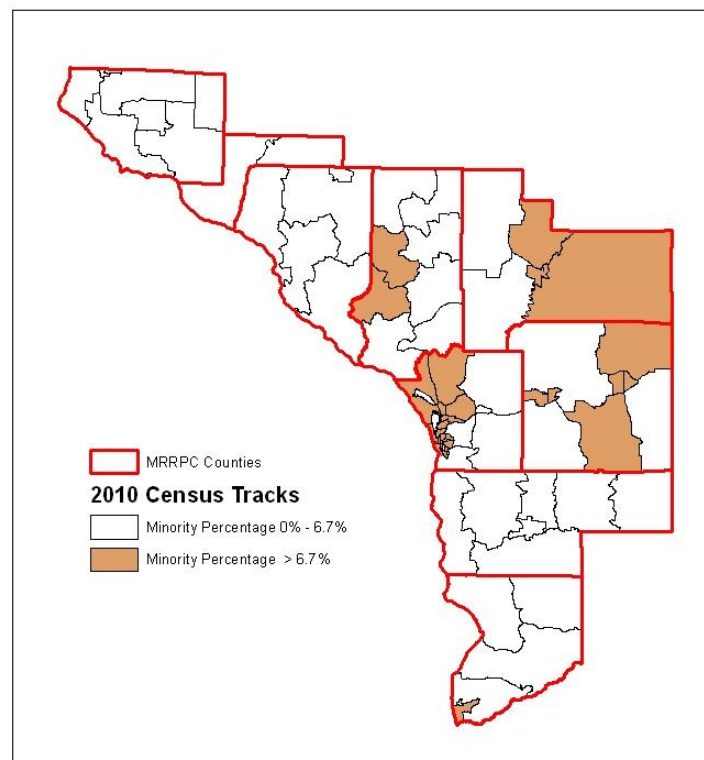 MRRPC Counties
2010 Census Tracks
Minority Percentage 0% - 6.7%
Minority Percentage > 6.7%